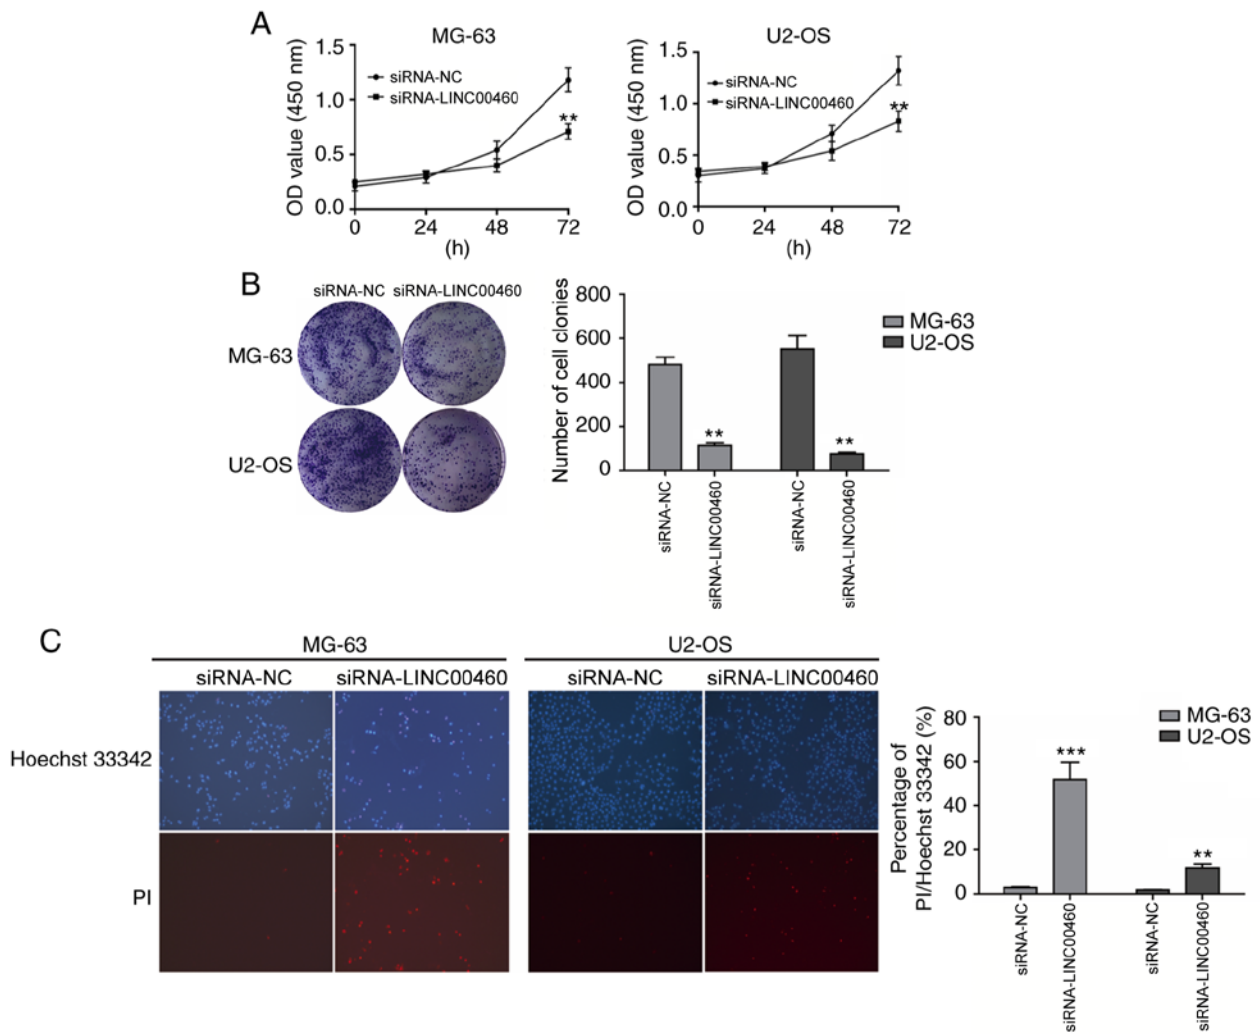 A
MG-63
OD value (450 nm)
1.5
1.0
0.5
0.0
siRNA-NC
siRNA-LINC00460
**
0 24 48 72
(h)
U2-OS
OD value (450 nm)
1.5
1.0
0.5
0.0
siRNA-NC
siRNA-LINC00460
**
0 24 48 72
(h)
B
siRNA-NC siRNA-LINC00460
MG-63
U2-OS
Number of cell clonies
800
600
400
200
0
** **
MG-63
U2-OS
siRNA-NC
siRNA-LINC00460
siRNA-NC
siRNA-LINC00460
C
MG-63 U2-OS
siRNA-NC siRNA-LINC00460 siRNA-NC siRNA-LINC00460
Hoechst 33342
PI
Percentage of
PI/Hoechst 33342 (%)
80
60
40
20
0
***
**
MG-63
U2-OS
siRNA-NC
siRNA-LINC00460
siRNA-NC
siRNA-LINC00460